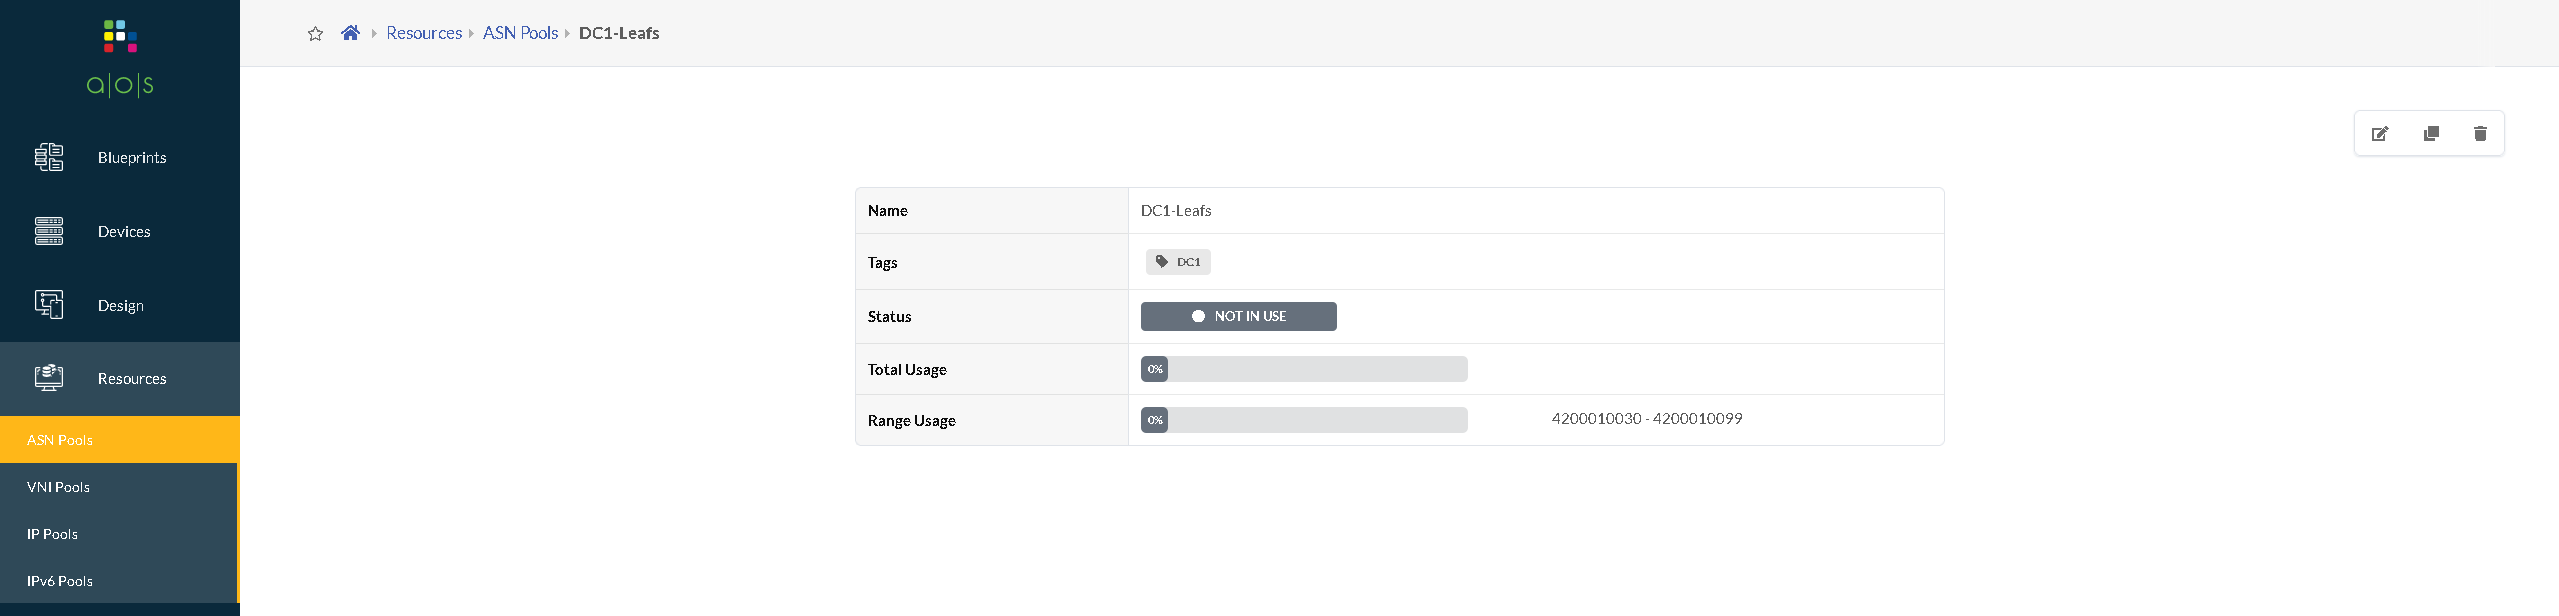 a|o|s
Resources ASN Pools DC1-Leafs
Blueprints
Devices
Design
Resources
ASN Pools
VNI Pools
IP Pools
IPv6 Pools
Name DC1-Leafs
Tags DC1
Status NOT IN USE
Total Usage 0%
Range Usage 0% 4200010030 - 4200010099